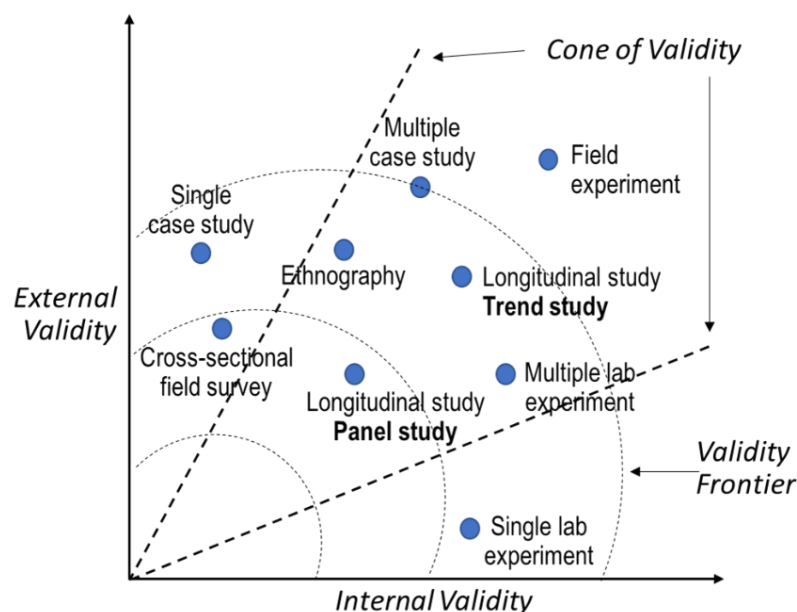 Cone of Validity
Multiple
case study
Field
experiment
Single
case study
Ethnography
Longitudinal study
Trend study
External
Validity
Cross-sectional
field survey
Multiple lab
experiment
Longitudinal study
Panel study
Validity
Frontier
Single lab
experiment
Internal Validity